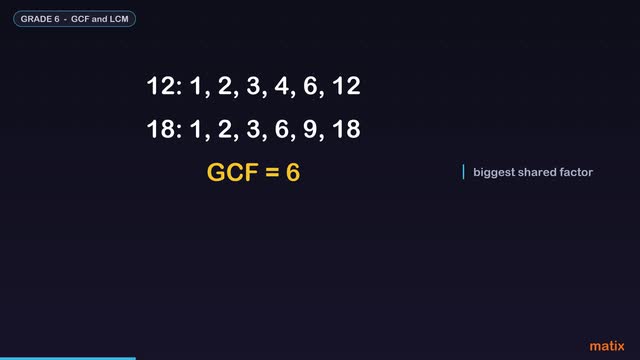 GRADE 6 - GCF and LCM
12: 1, 2, 3, 4, 6, 12
18: 1, 2, 3, 6, 9, 18
GCF = 6
biggest shared factor
matix